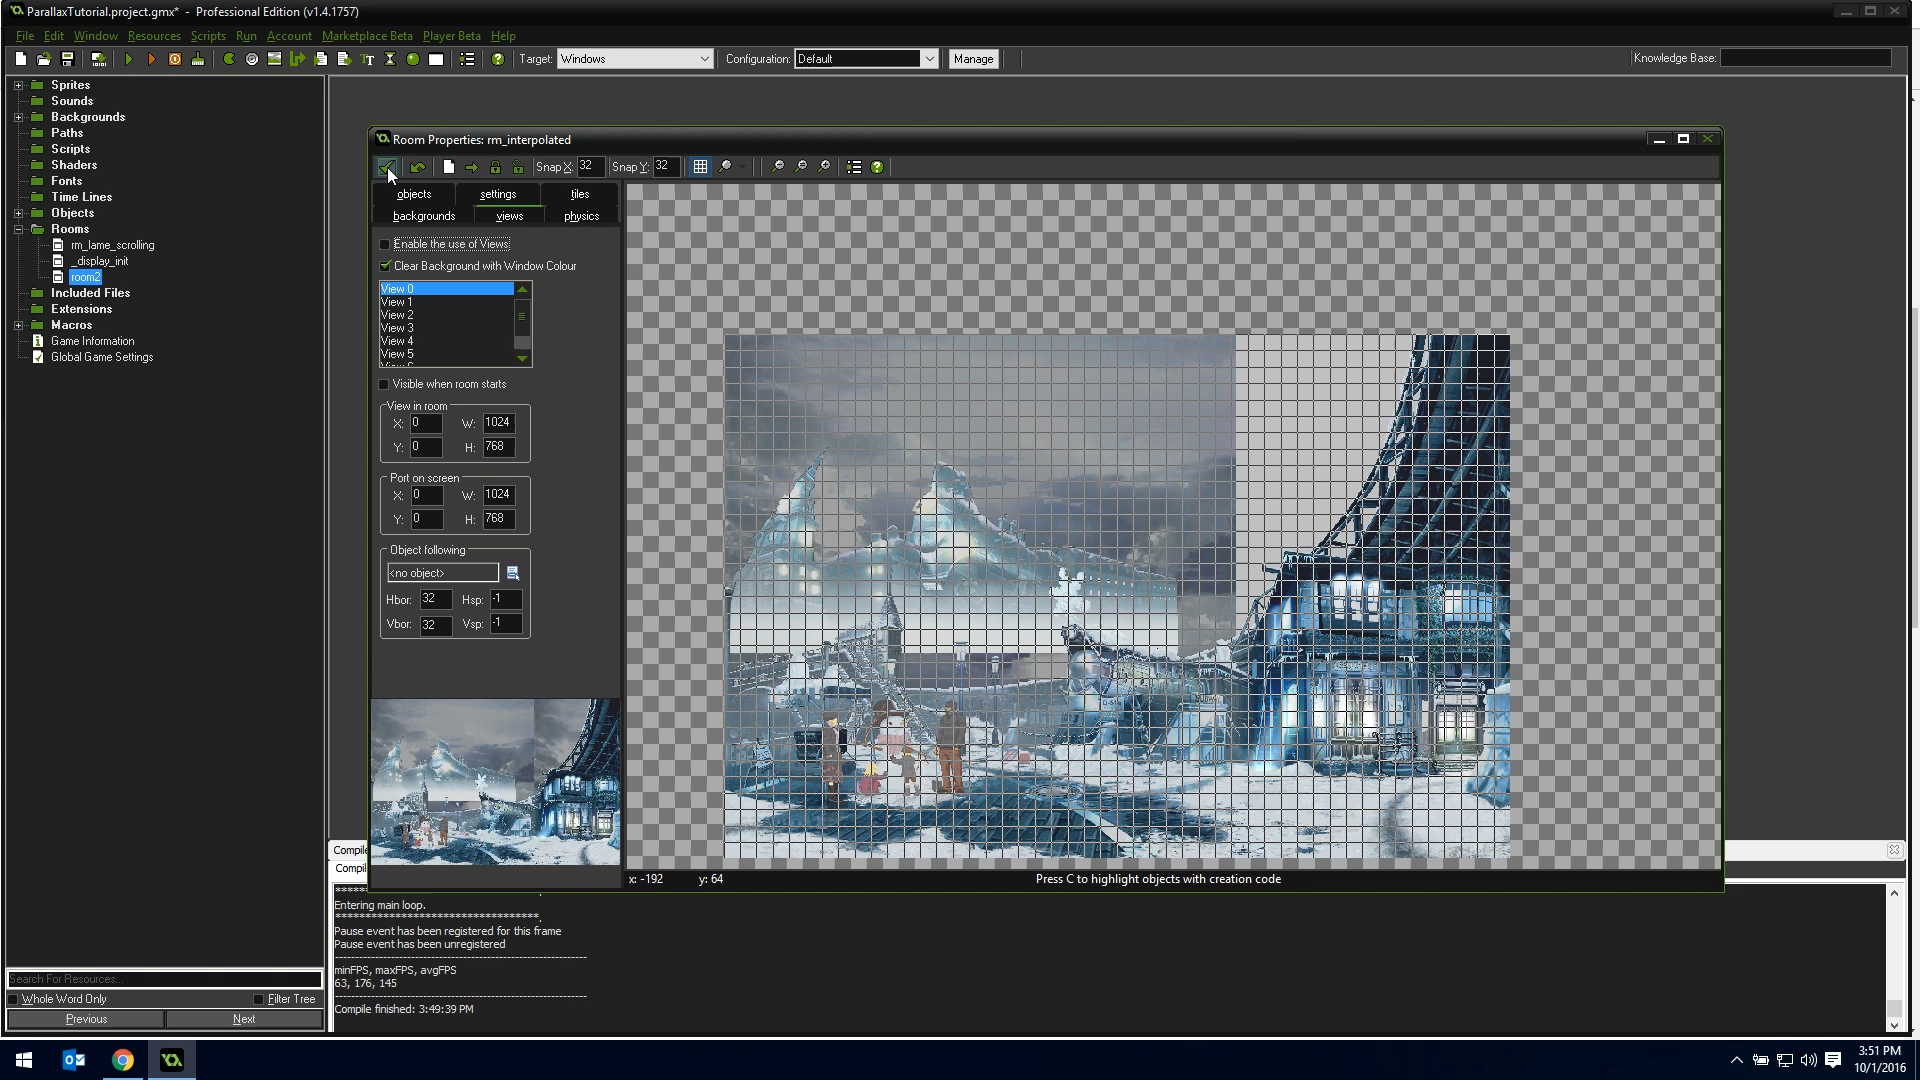 ParallaxTutorial.project.gmx* - Professional Edition (v1.4.1757)
File Edit Window Resources Scripts Run Account Marketplace Beta Player Beta Help
Target: Windows Configuration: Default Manage Knowledge Base:
Sprites
Sounds
Backgrounds
Paths
Scripts
Shaders
Fonts
Time Lines
Objects
Rooms
rm_lame_scrolling
_display_init
room2
Included Files
Extensions
Macros
Game Information
Global Game Settings
Search For Resources...
Whole Word Only Filter Tree
Previous Next
Room Properties: rm_interpolated
Snap X: 32 Snap Y: 32
objects settings tiles
backgrounds views physics
Enable the use of Views
Clear Background with Window Colour
View 0
View 1
View 2
View 3
View 4
View 5
Visible when room starts
View in room
X: 0 W: 1024
Y: 0 H: 768
Port on screen
X: 0 W: 1024
Y: 0 H: 768
Object following
<no object>
Hbor: 32 Hsp: -1
Vbor: 32 Vsp: -1
x: -192 y: 64 Press C to highlight objects with creation code
Compile
Compil
***********************************.
Entering main loop.
***********************************.
Pause event has been registered for this frame
Pause event has been unregistered
minFPS, maxFPS, avgFPS
63, 176, 145
Compile finished: 3:49:39 PM
3:51 PM
10/1/2016